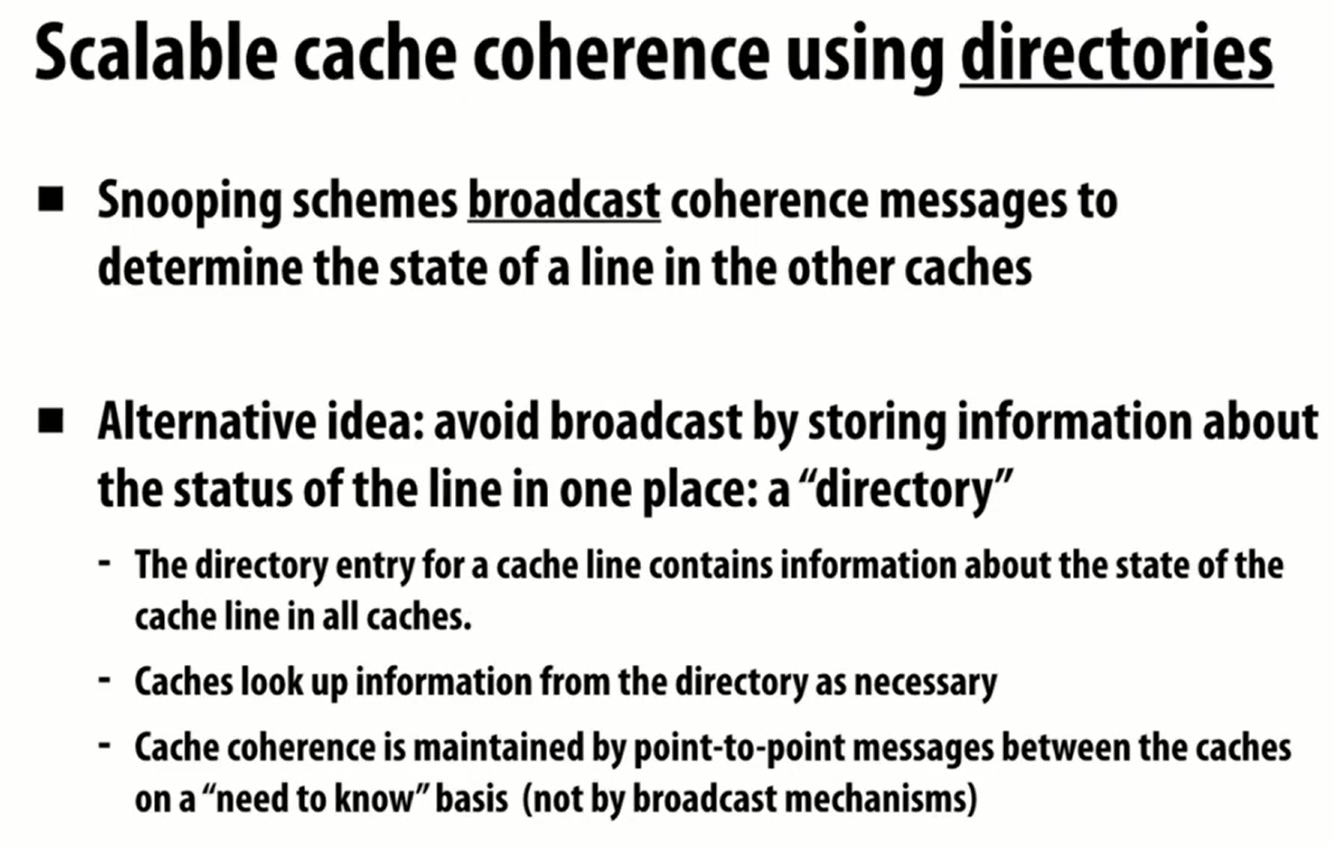 Scalable cache coherence using directories
■ Snooping schemes broadcast coherence messages to
determine the state of a line in the other caches
■ Alternative idea: avoid broadcast by storing information about
the status of the line in one place: a “directory”
- The directory entry for a cache line contains information about the state of the
cache line in all caches.
- Caches look up information from the directory as necessary
- Cache coherence is maintained by point-to-point messages between the caches
on a “need to know” basis (not by broadcast mechanisms)